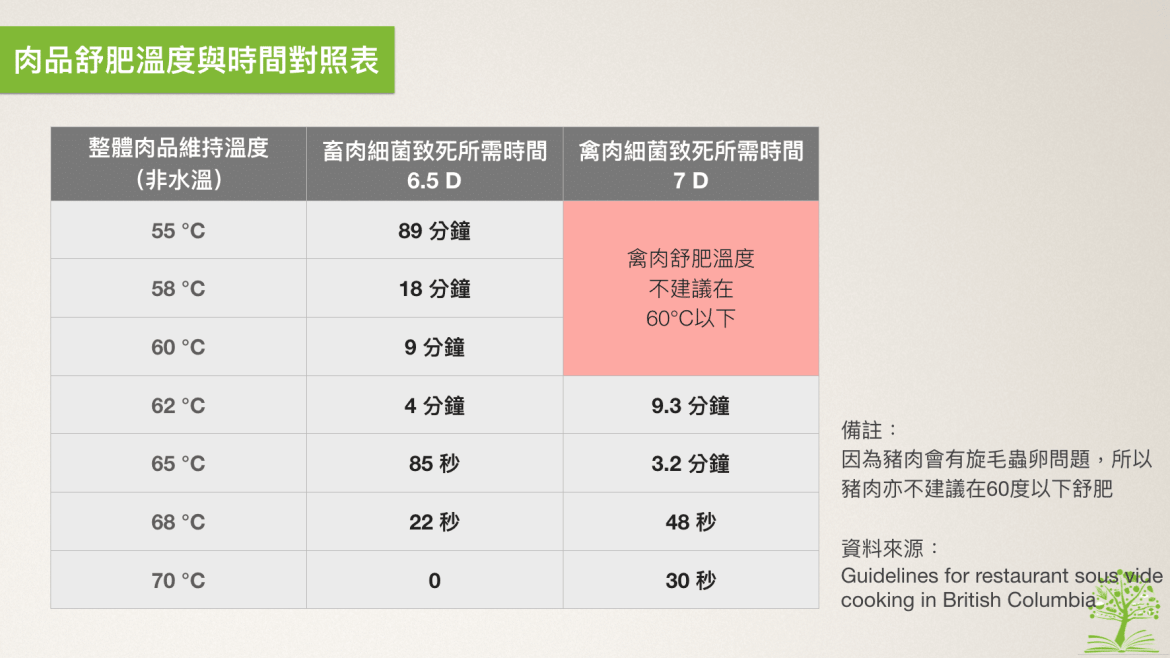 肉品舒肥溫度與時間對照表
整體肉品維持溫度
（非水溫）
畜肉細菌致死所需時間
6.5 D
禽肉細菌致死所需時間
7 D
55 °C
89 分鐘
禽肉舒肥溫度
不建議在
60°C以下
58 °C
18 分鐘
60 °C
9 分鐘
62 °C
4 分鐘
9.3 分鐘
65 °C
85 秒
3.2 分鐘
68 °C
22 秒
48 秒
70 °C
0
30 秒
備註：
因為豬肉會有旋毛蟲卵問題，所以
豬肉亦不建議在60度以下舒肥
資料來源：
Guidelines for restaurant sous vide
cooking in British Columbia